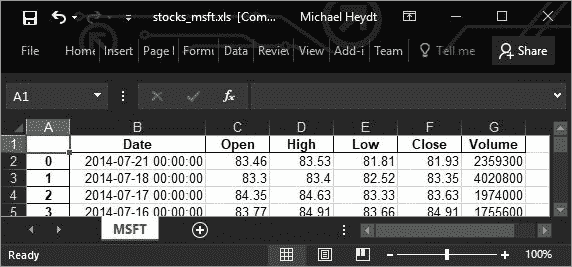 stocks_msft.xls [Com... Michael Heydt
File Home Insert Page l Formu Data Review View Add-i Team Tell me Share
A1 fx
A B C D E F G
1 Date Open High Low Close Volume
2 0 2014-07-21 00:00:00 83.46 83.53 81.81 81.93 2359300
3 1 2014-07-18 00:00:00 83.3 83.4 82.52 83.35 4020800
4 2 2014-07-17 00:00:00 84.35 84.63 83.33 83.63 1974000
5 3 2014-07-16 00:00:00 83.77 84.91 83.66 84.91 1755600
MSFT
Ready 100%